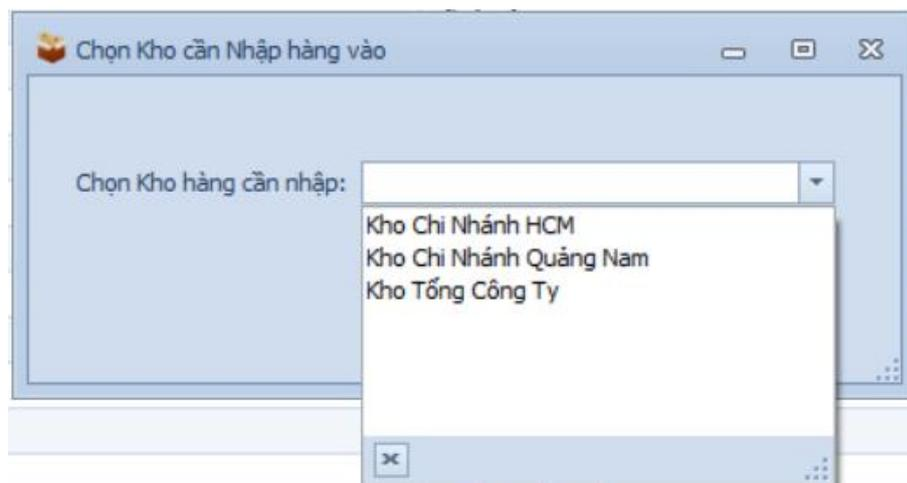 Chọn Kho cần Nhập hàng vào
Chọn Kho hàng cần nhập:
Kho Chi Nhánh HCM
Kho Chi Nhánh Quảng Nam
Kho Tổng Công Ty